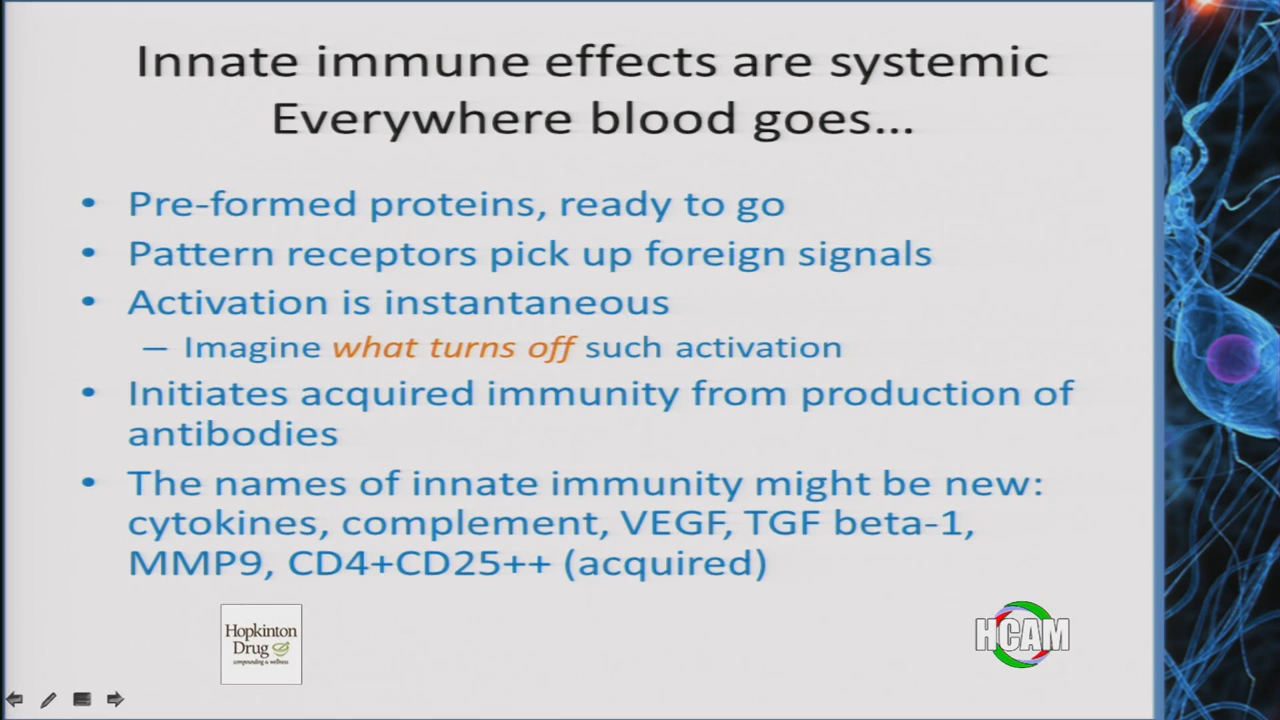 Innate immune effects are systemic
Everywhere blood goes...
• Pre-formed proteins, ready to go
• Pattern receptors pick up foreign signals
• Activation is instantaneous
– Imagine what turns off such activation
• Initiates acquired immunity from production of
antibodies
• The names of innate immunity might be new:
cytokines, complement, VEGF, TGF beta-1,
MMP9, CD4+CD25++ (acquired)
Hopkinton
Drug
compounding & wellness
HCAM